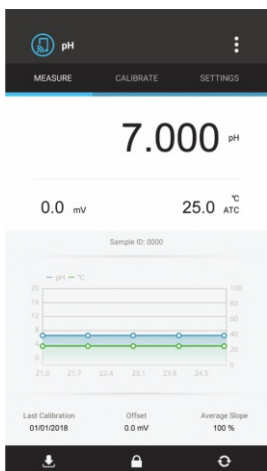 pH
MEASURE CALIBRATE SETTINGS
7.000 pH
0.0 mV 25.0 °C ATC
Sample ID: 0000
pH °C
20 100
16 80
12 60
8 40
4 20
0 0
21.0 21.7 22.4 23.1 23.8 24.5
Last Calibration Offset Average Slope
01/01/2018 0.0 mV 100 %